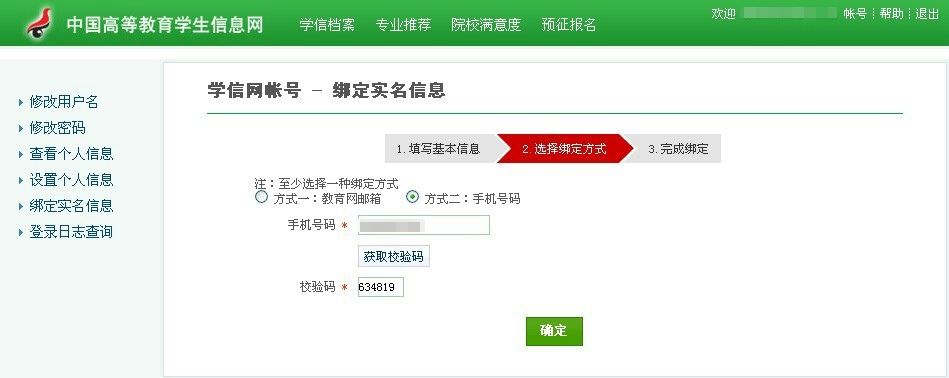 中国高等教育学生信息网
学信档案 专业推荐 院校满意度 预征报名
欢迎 帐号 | 帮助 | 退出
修改用户名
修改密码
查看个人信息
设置个人信息
绑定实名信息
登录日志查询
学信网帐号 - 绑定实名信息
1.填写基本信息 2.选择绑定方式 3.完成绑定
注：至少选择一种绑定方式
方式一：教育网邮箱 方式二：手机号码
手机号码 *
获取校验码
校验码 * 634819
确定